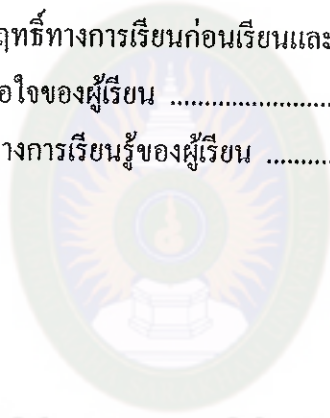 ฤทธิ์ทางการเรียนก่อนเรียนและ
อใจของผู้เรียน ........................
างการเรียนรู้ของผู้เรียน ..........